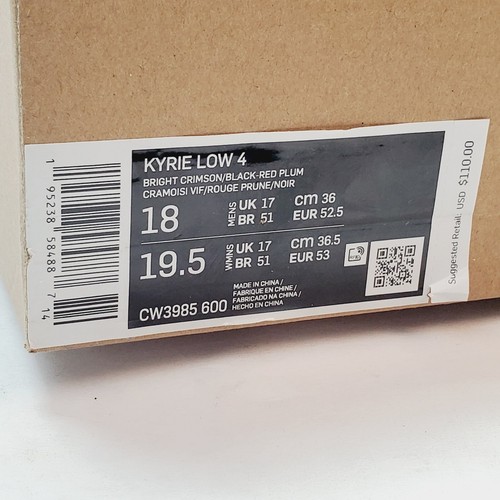 KYRIE LOW 4
BRIGHT CRIMSON/BLACK-RED PLUM
CRAMOISI VIF/ROUGE PRUNE/NOIR
18 MENS UK 17 cm 36
BR 51 EUR 52.5
19.5 WMNS UK 17 cm 36.5
BR 51 EUR 53
MADE IN CHINA /
FABRIQUE EN CHINE /
FABRICADO NA CHINA /
HECHO EN CHINA
CW3985 600
1 95238 58488 7 14
Suggested Retail: USD $110.00